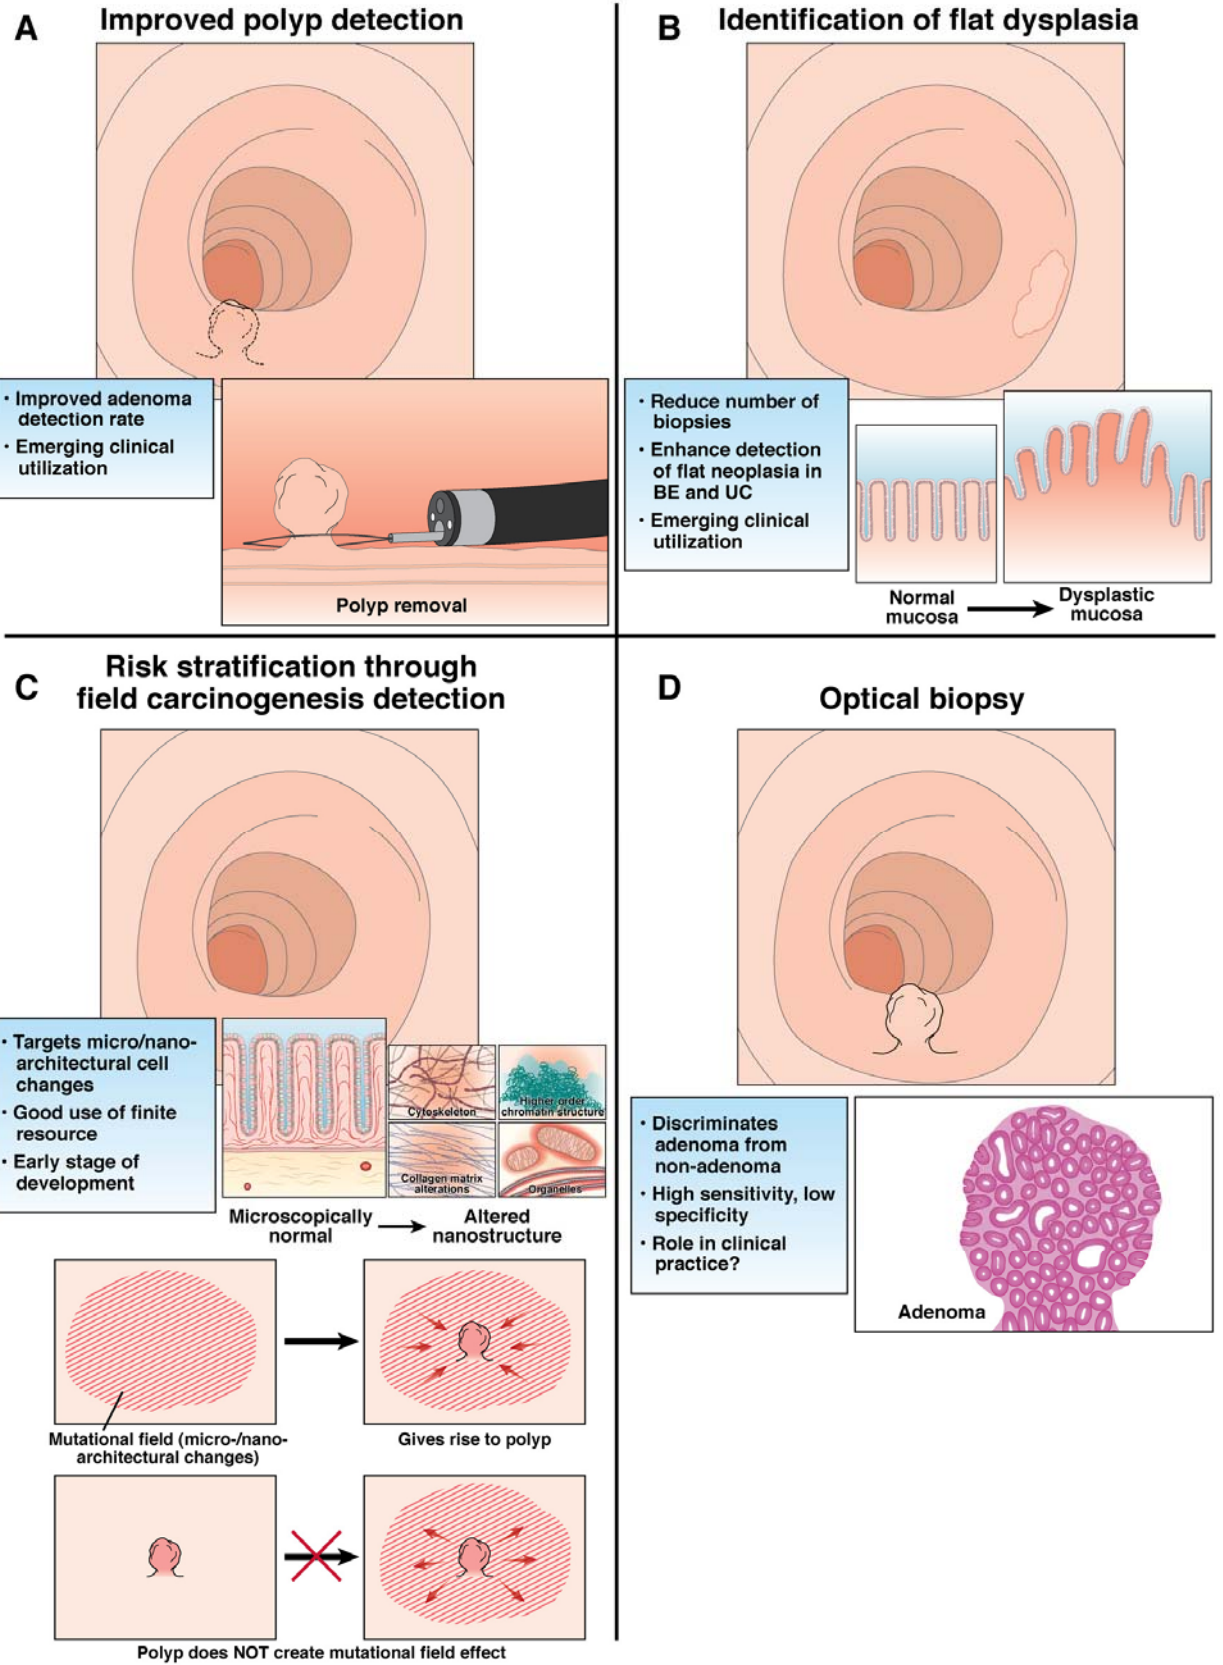 A
Improved polyp detection
· Improved adenoma
detection rate
· Emerging clinical
utilization
Polyp removal
B
Identification of flat dysplasia
· Reduce number of
biopsies
· Enhance detection
of flat neoplasia in
BE and UC
· Emerging clinical
utilization
Normal
mucosa
Dysplastic
mucosa
C
Risk stratification through
field carcinogenesis detection
· Targets micro/nano-
architectural cell
changes
· Good use of finite
resource
· Early stage of
development
Cytoskeleton
Higher order
chromatin structure
Collagen matrix
alterations
Organelles
Microscopically
normal
Altered
nanostructure
Mutational field (micro-/nano-
architectural changes)
Gives rise to polyp
Polyp does NOT create mutational field effect
D
Optical biopsy
· Discriminates
adenoma from
non-adenoma
· High sensitivity, low
specificity
· Role in clinical
practice?
Adenoma